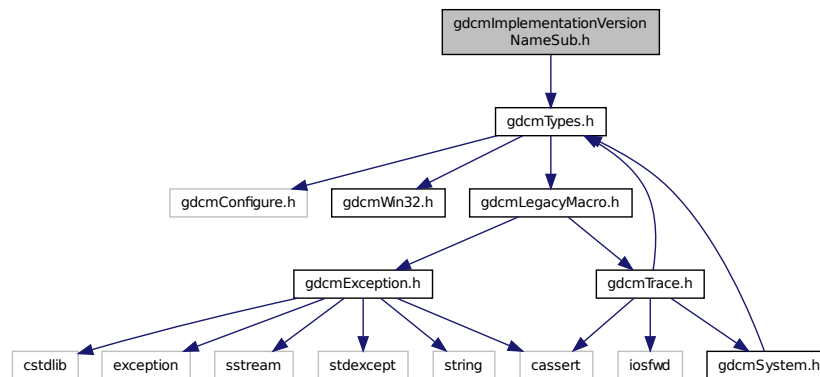 gdcmImplementationVersion
NameSub.h
gdcmTypes.h
gdcmConfigure.h
gdcmWin32.h
gdcmLegacyMacro.h
gdcmException.h
gdcmTrace.h
cstdlib
exception
sstream
stdexcept
string
cassert
iosfwd
gdcmSystem.h